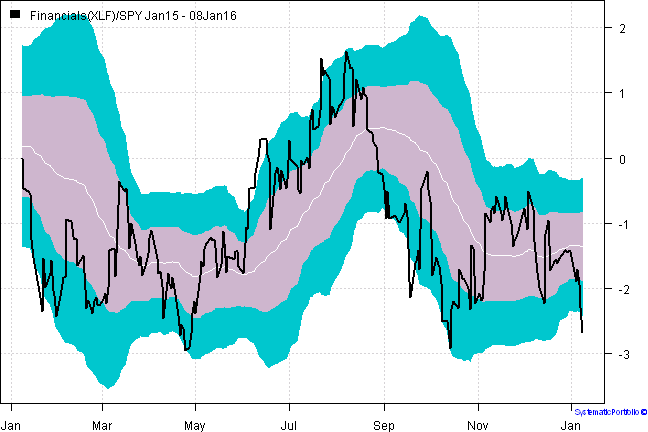 Financials(XLF)/SPY Jan15 - 08Jan16
2
1
0
-1
-2
-3
Jan Mar May Jul Sep Nov Jan
SystematicPortfolio ©